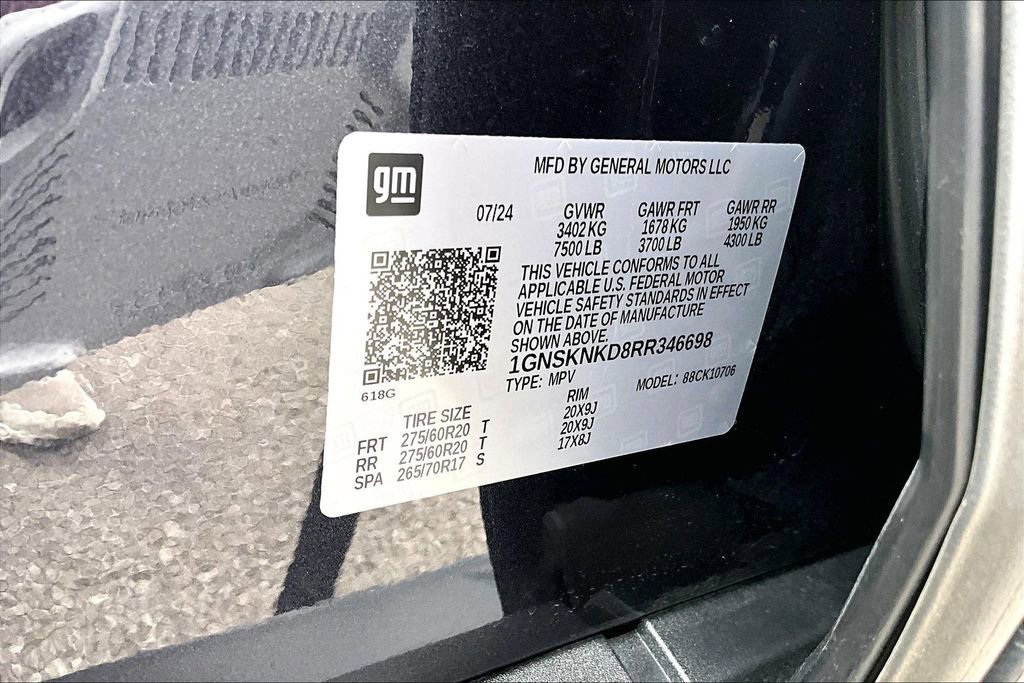 gm
MFD BY GENERAL MOTORS LLC
07/24
GVWR GAWR FRT GAWR RR
3402 KG 1678 KG 1950 KG
7500 LB 3700 LB 4300 LB
THIS VEHICLE CONFORMS TO ALL
APPLICABLE U.S. FEDERAL MOTOR
VEHICLE SAFETY STANDARDS IN EFFECT
ON THE DATE OF MANUFACTURE
SHOWN ABOVE.
1GNSKNKD8RR346698
TYPE: MPV MODEL: 88CK10706
618G
TIRE SIZE RIM
FRT 275/60R20 T 20X9J
RR 275/60R20 T 20X9J
SPA 265/70R17 S 17X8J